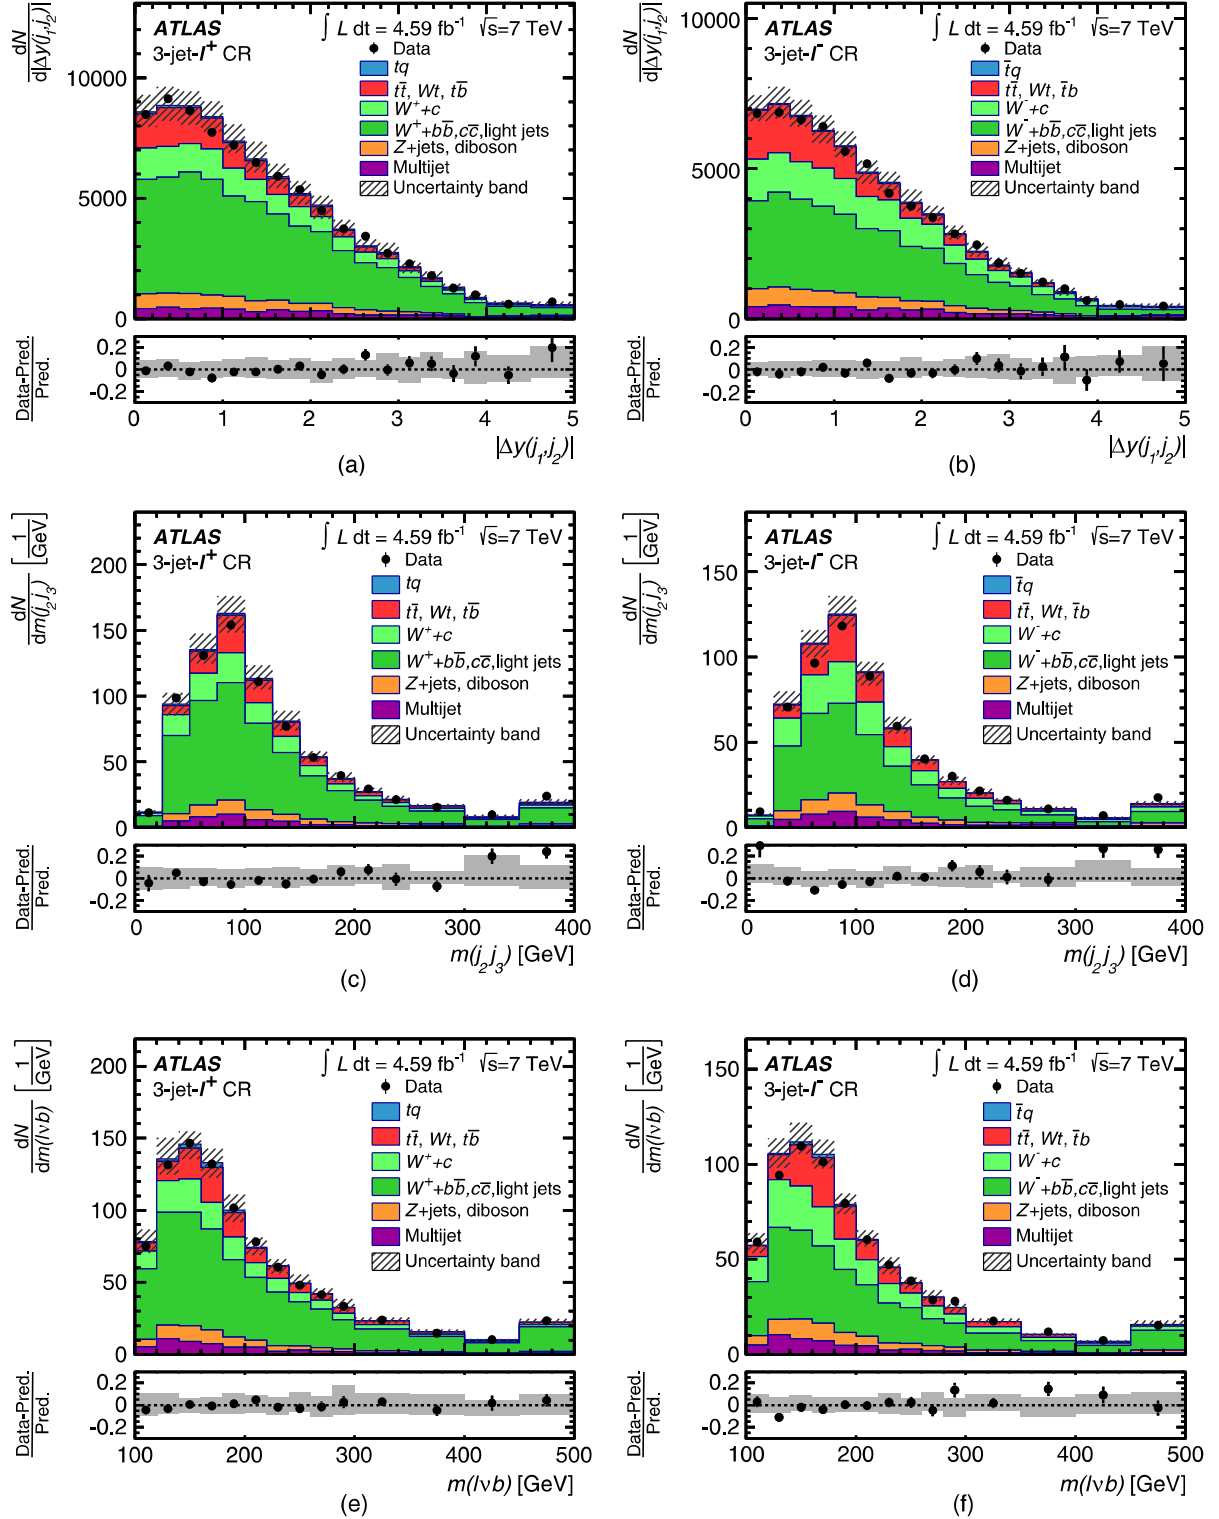 dN
d|Δy(j₁,j₂)|
ATLAS
3-jet-l⁺ CR
∫ L dt = 4.59 fb⁻¹ √s=7 TeV
Data
tq
tt̄, Wt, tb̄
W⁺+c
W⁺+bb̄,cc̄,light jets
Z+jets, diboson
Multijet
Uncertainty band
10000
5000
0
Data-Pred.
Pred.
0.2
0
-0.2
0 1 2 3 4 5
|Δy(j₁,j₂)|
(a)
dN
d|Δy(j₁,j₂)|
ATLAS
3-jet-l⁻ CR
∫ L dt = 4.59 fb⁻¹ √s=7 TeV
Data
t̄q
tt̄, Wt, t̄b
W⁻+c
W⁻+bb̄,cc̄,light jets
Z+jets, diboson
Multijet
Uncertainty band
10000
5000
0
Data-Pred.
Pred.
0.2
0
-0.2
0 1 2 3 4 5
|Δy(j₁,j₂)|
(b)
dN
dm(j₂j₃)
[1/GeV]
ATLAS
3-jet-l⁺ CR
∫ L dt = 4.59 fb⁻¹ √s=7 TeV
Data
tq
tt̄, Wt, tb̄
W⁺+c
W⁺+bb̄,cc̄,light jets
Z+jets, diboson
Multijet
Uncertainty band
200
150
100
50
0
Data-Pred.
Pred.
0.2
0
-0.2
0 100 200 300 400
m(j₂j₃) [GeV]
(c)
dN
dm(j₂j₃)
[1/GeV]
ATLAS
3-jet-l⁻ CR
∫ L dt = 4.59 fb⁻¹ √s=7 TeV
Data
t̄q
tt̄, Wt, t̄b
W⁻+c
W⁻+bb̄,cc̄,light jets
Z+jets, diboson
Multijet
Uncertainty band
150
100
50
0
Data-Pred.
Pred.
0.2
0
-0.2
0 100 200 300 400
m(j₂j₃) [GeV]
(d)
dN
dm(lνb)
[1/GeV]
ATLAS
3-jet-l⁺ CR
∫ L dt = 4.59 fb⁻¹ √s=7 TeV
Data
tq
tt̄, Wt, tb̄
W⁺+c
W⁺+bb̄,cc̄,light jets
Z+jets, diboson
Multijet
Uncertainty band
200
150
100
50
0
Data-Pred.
Pred.
0.2
0
-0.2
100 200 300 400 500
m(lνb) [GeV]
(e)
dN
dm(lνb)
[1/GeV]
ATLAS
3-jet-l⁻ CR
∫ L dt = 4.59 fb⁻¹ √s=7 TeV
Data
t̄q
tt̄, Wt, t̄b
W⁻+c
W⁻+bb̄,cc̄,light jets
Z+jets, diboson
Multijet
Uncertainty band
150
100
50
0
Data-Pred.
Pred.
0.2
0
-0.2
100 200 300 400 500
m(lνb) [GeV]
(f)